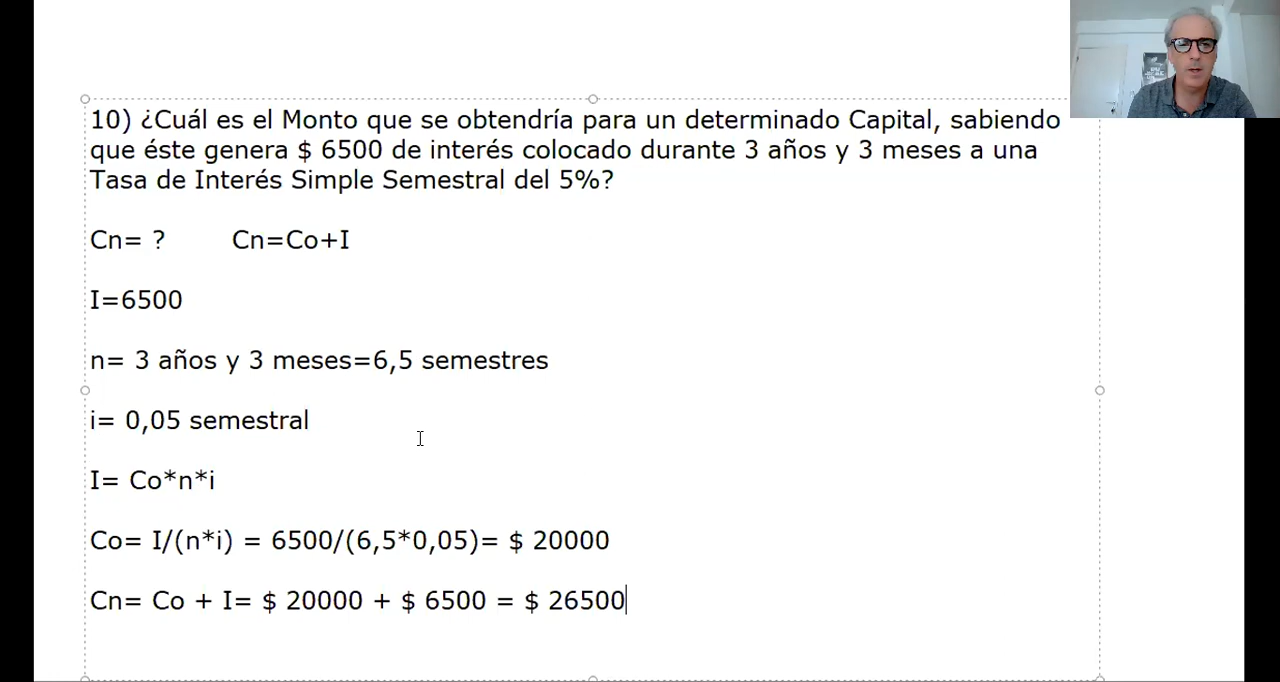 10) ¿Cuál es el Monto que se obtendría para un determinado Capital, sabiendo
que éste genera $ 6500 de interés colocado durante 3 años y 3 meses a una
Tasa de Interés Simple Semestral del 5%?
Cn= ? Cn=Co+I
I=6500
n= 3 años y 3 meses=6,5 semestres
i= 0,05 semestral
I= Co*n*i
Co= I/(n*i) = 6500/(6,5*0,05)= $ 20000
Cn= Co + I= $ 20000 + $ 6500 = $ 26500